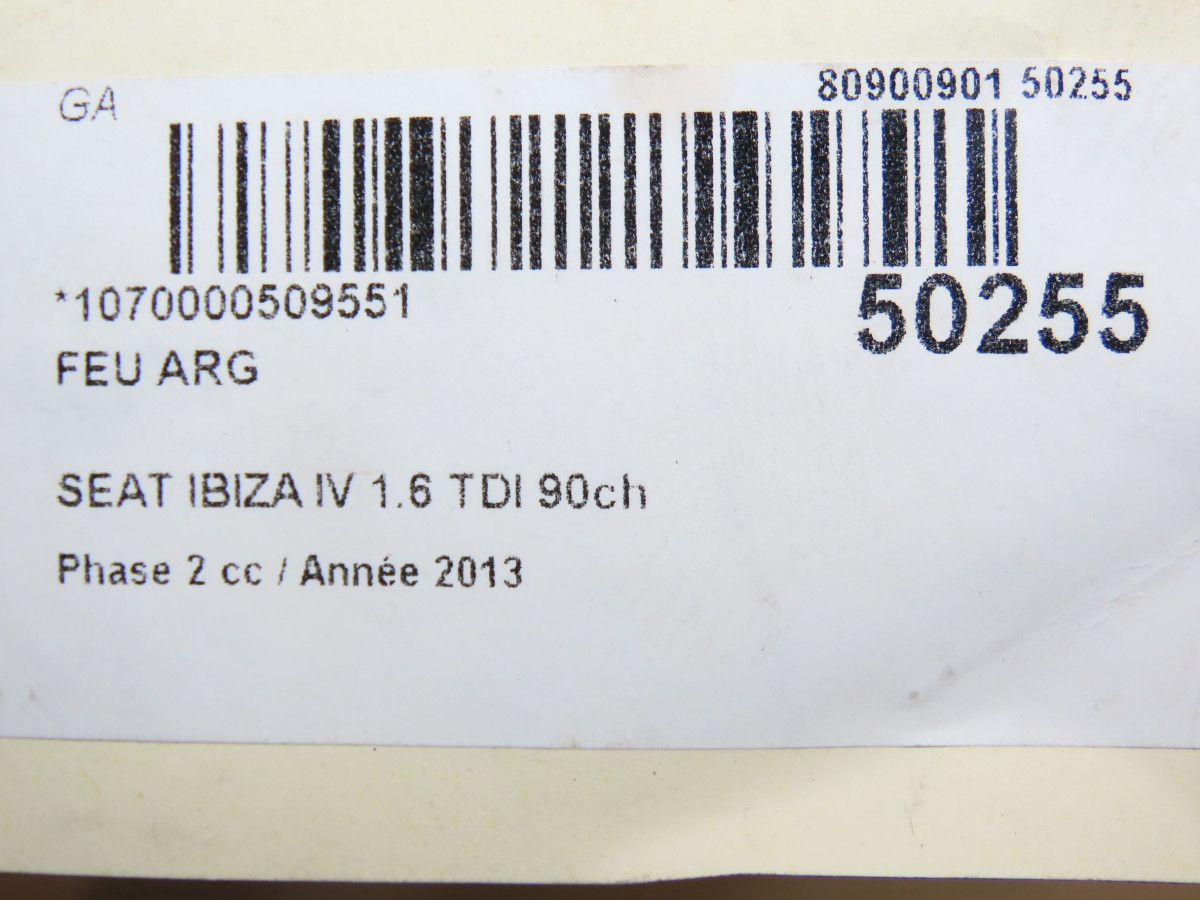 GA
80900901 50255
*1070000509551
50255
FEU ARG
SEAT IBIZA IV 1.6 TDI 90ch
Phase 2 cc / Année 2013